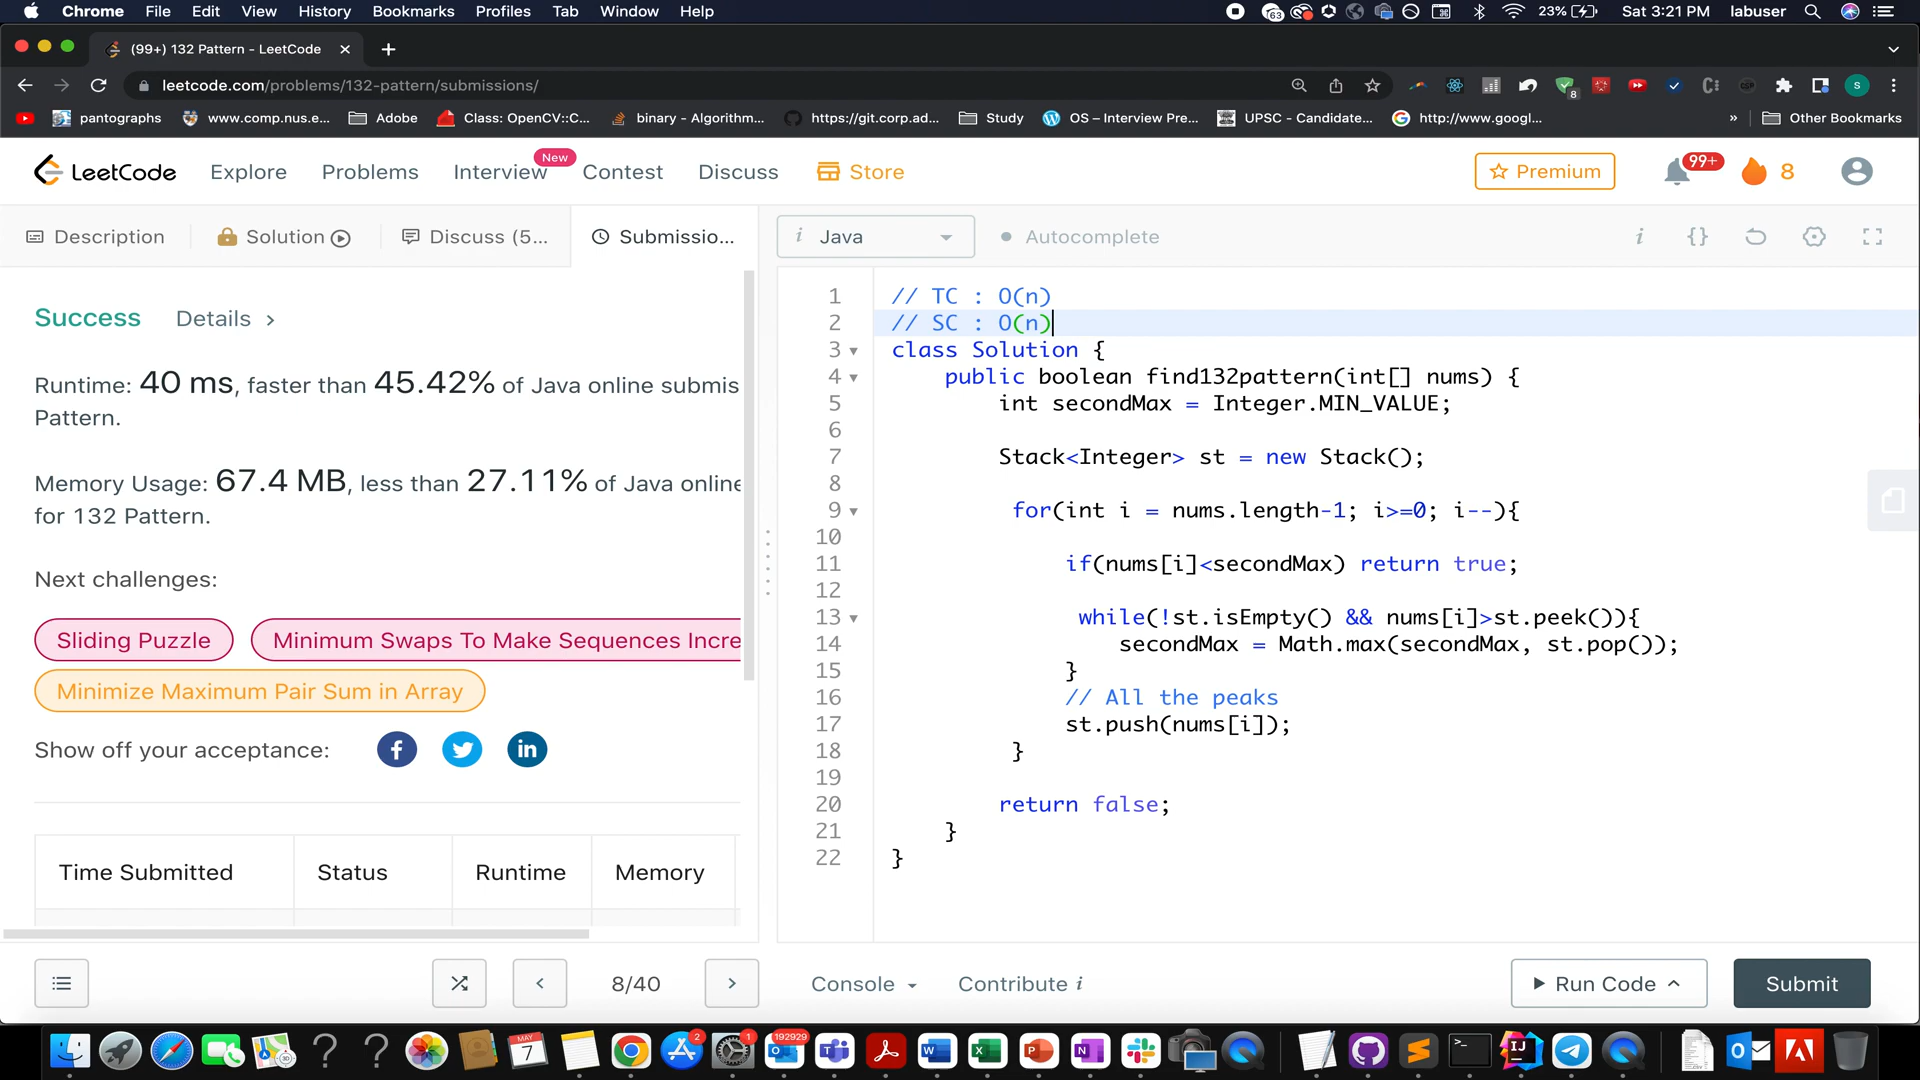 Chrome File Edit View History Bookmarks Profiles Tab Window Help 63 23% Sat 3:21 PM labuser
(99+) 132 Pattern - LeetCode
leetcode.com/problems/132-pattern/submissions/ 8 S
pantographs www.comp.nus.e... Adobe Class: OpenCV::C... binary - Algorithm... https://git.corp.ad... Study OS – Interview Pre... UPSC - Candidate... http://www.googl... » Other Bookmarks
LeetCode Explore Problems Interview New Contest Discuss Store Premium 99+ 8
Description Solution Discuss (5... Submissio...
i Java Autocomplete i {}
Success Details >
Runtime: 40 ms, faster than 45.42% of Java online submis
Pattern.
Memory Usage: 67.4 MB, less than 27.11% of Java online
for 132 Pattern.
Next challenges:
Sliding Puzzle Minimum Swaps To Make Sequences Incre
Minimize Maximum Pair Sum in Array
Show off your acceptance: f in
Time Submitted Status Runtime Memory
1 // TC : O(n)
2 // SC : O(n)
3 class Solution {
4 public boolean find132pattern(int[] nums) {
5 int secondMax = Integer.MIN_VALUE;
6
7 Stack<Integer> st = new Stack();
8
9 for(int i = nums.length-1; i>=0; i--){
10
11 if(nums[i]<secondMax) return true;
12
13 while(!st.isEmpty() && nums[i]>st.peek()){
14 secondMax = Math.max(secondMax, st.pop());
15 }
16 // All the peaks
17 st.push(nums[i]);
18 }
19
20 return false;
21 }
22 }
8/40 Console Contribute i Run Code Submit
MAY 7 2 1 192929 W X P N >_ IJ O